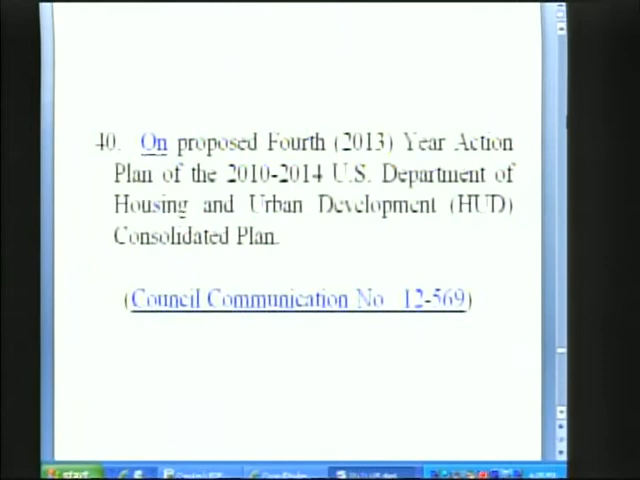 40. On proposed Fourth (2013) Year Action
Plan of the 2010-2014 U.S. Department of
Housing and Urban Development (HUD)
Consolidated Plan.
(Council Communication No 12-569)
start